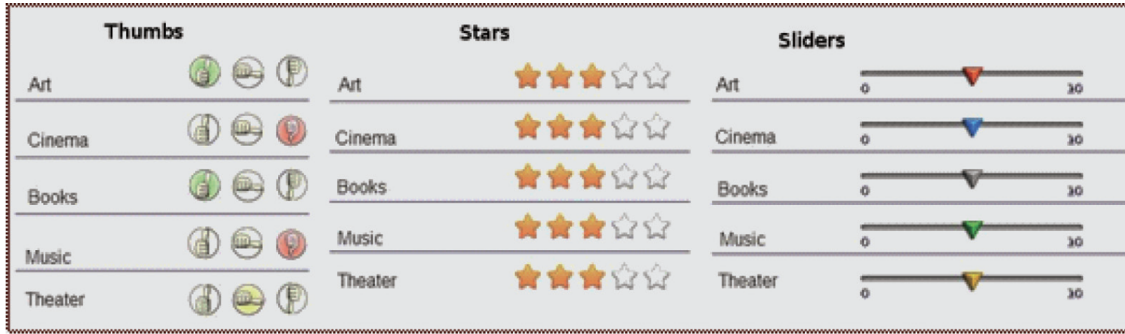 Thumbs
Art
Cinema
Books
Music
Theater
Stars
Art
Cinema
Books
Music
Theater
Sliders
Art
0 10
Cinema
0 10
Books
0 10
Music
0 10
Theater
0 10